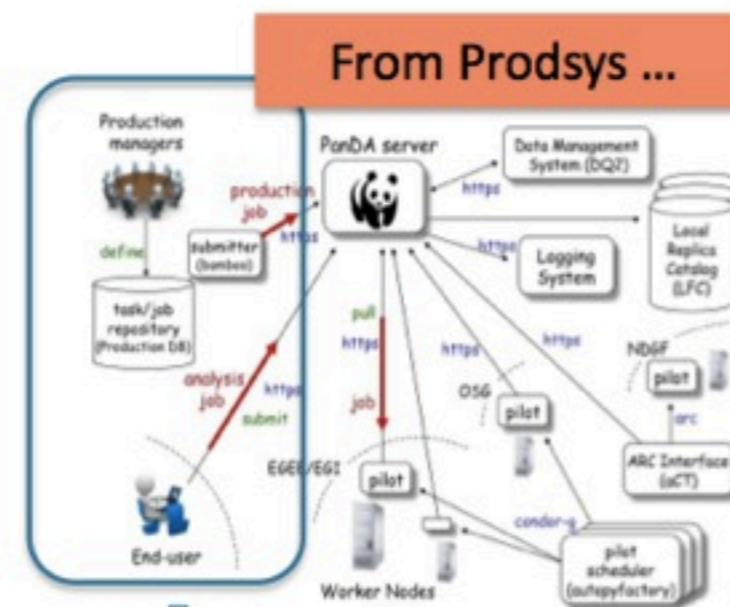 From Prodsys ...
Production
managers
PanDA server
Data Management
System (DQ2)
https
production
job
https
define
submitter
(bamboo)
https
Logging
System
Local
Replica
Catalog
(LFC)
task/job
repository
(Production DB)
pull
https
job
https
https
NDGF
pilot
arc
analysis
job
https
submit
OSG
pilot
ARC Interface
(aCT)
EGEE/EGI
pilot
condor-g
End-user
Worker Nodes
pilot
scheduler
(autopyfactory)